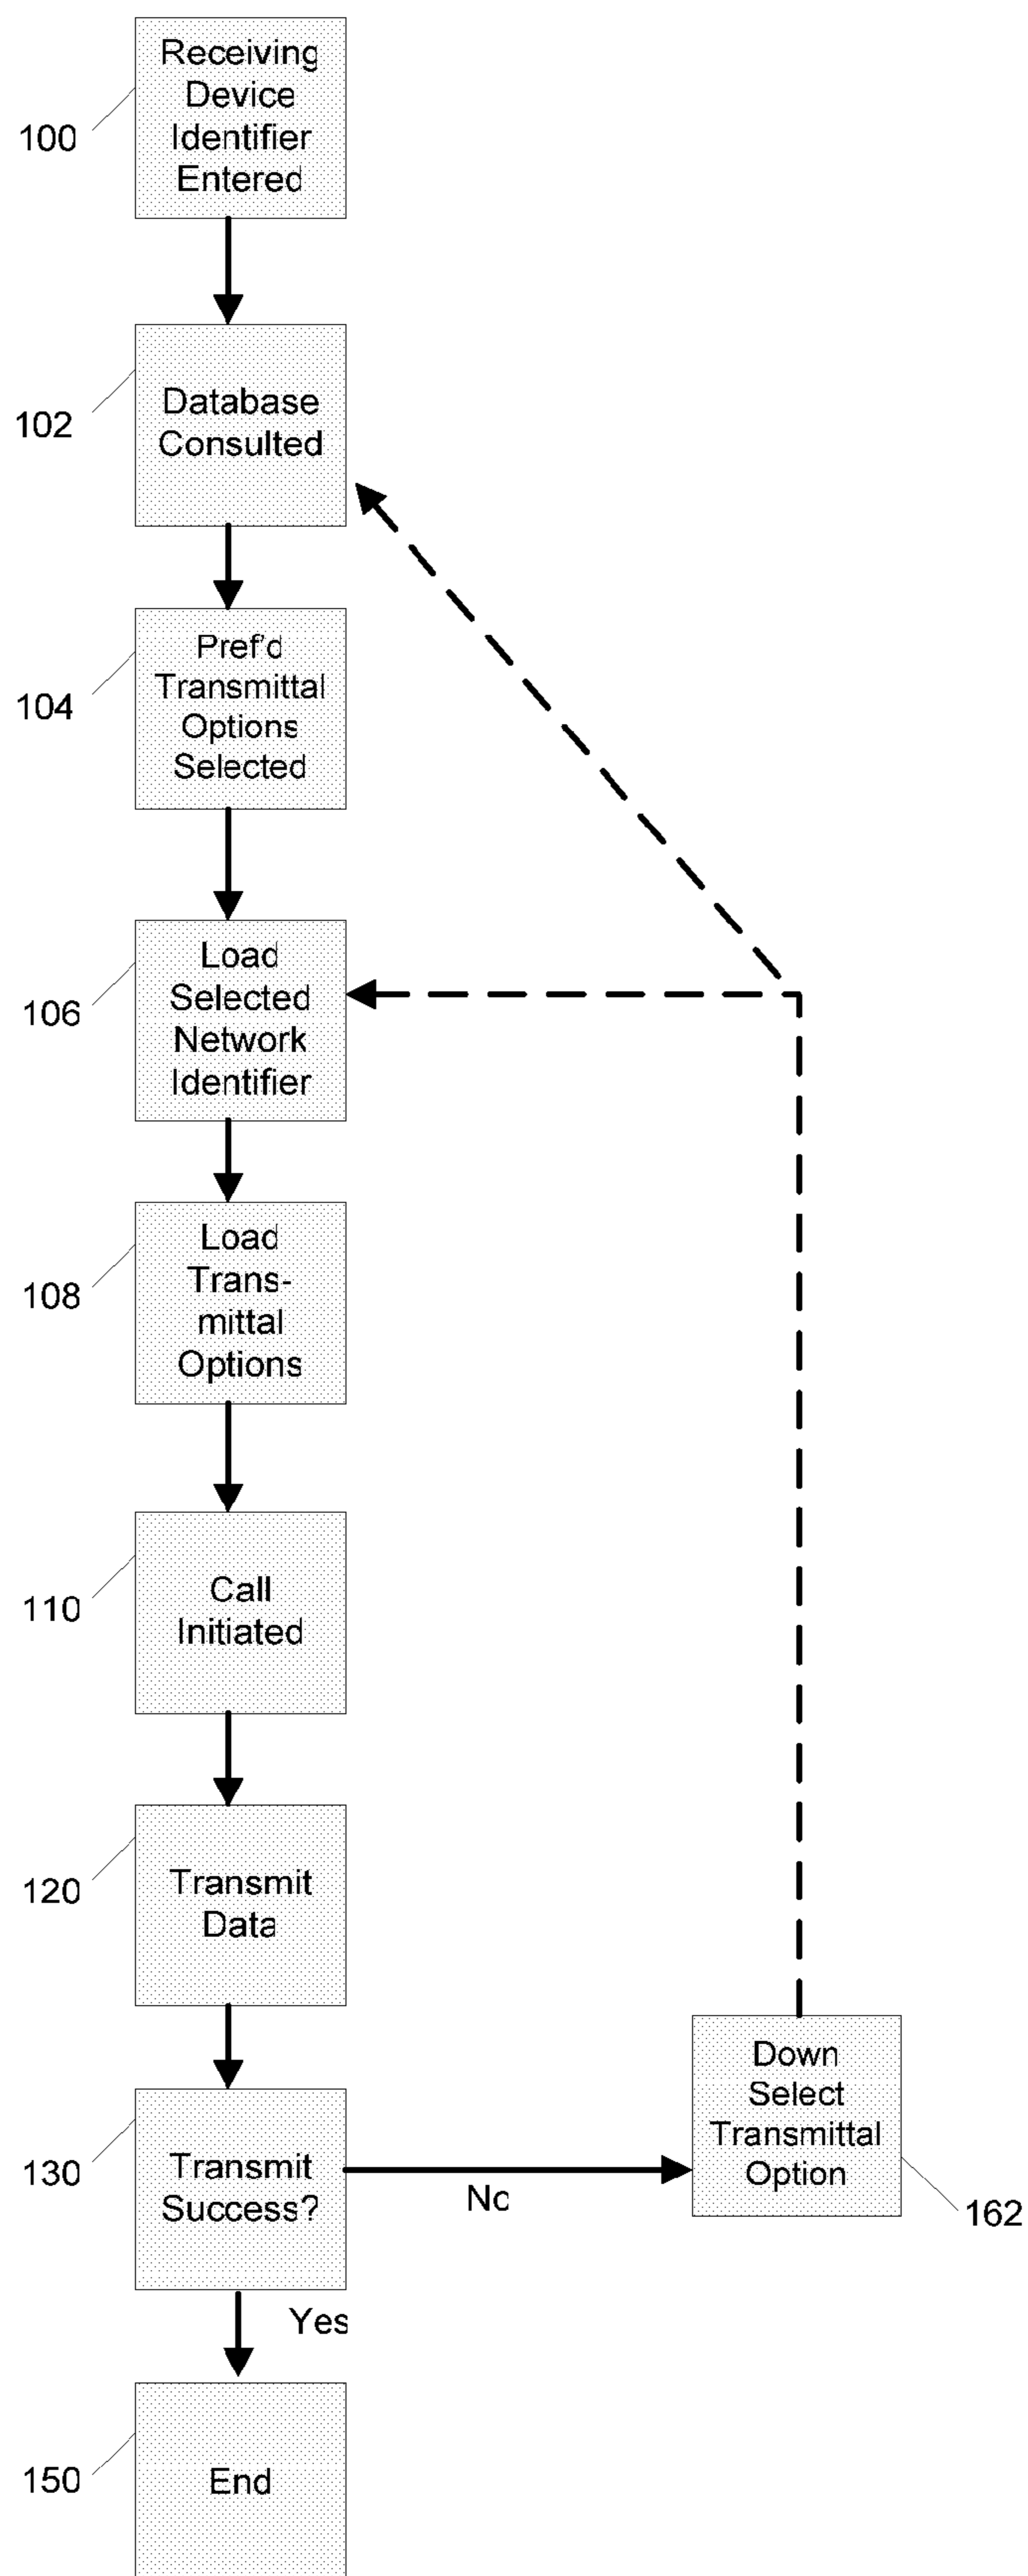 Receiving
Device
Identifier
Entered
100
Database
Consulted
102
Pref'd
Transmittal
Options
Selected
104
Load
Selected
Network
Identifier
106
Load
Trans-
mittal
Options
108
Call
Initiated
110
Transmit
Data
120
Transmit
Success?
130
No
Down
Select
Transmittal
Option
162
Yes
End
150